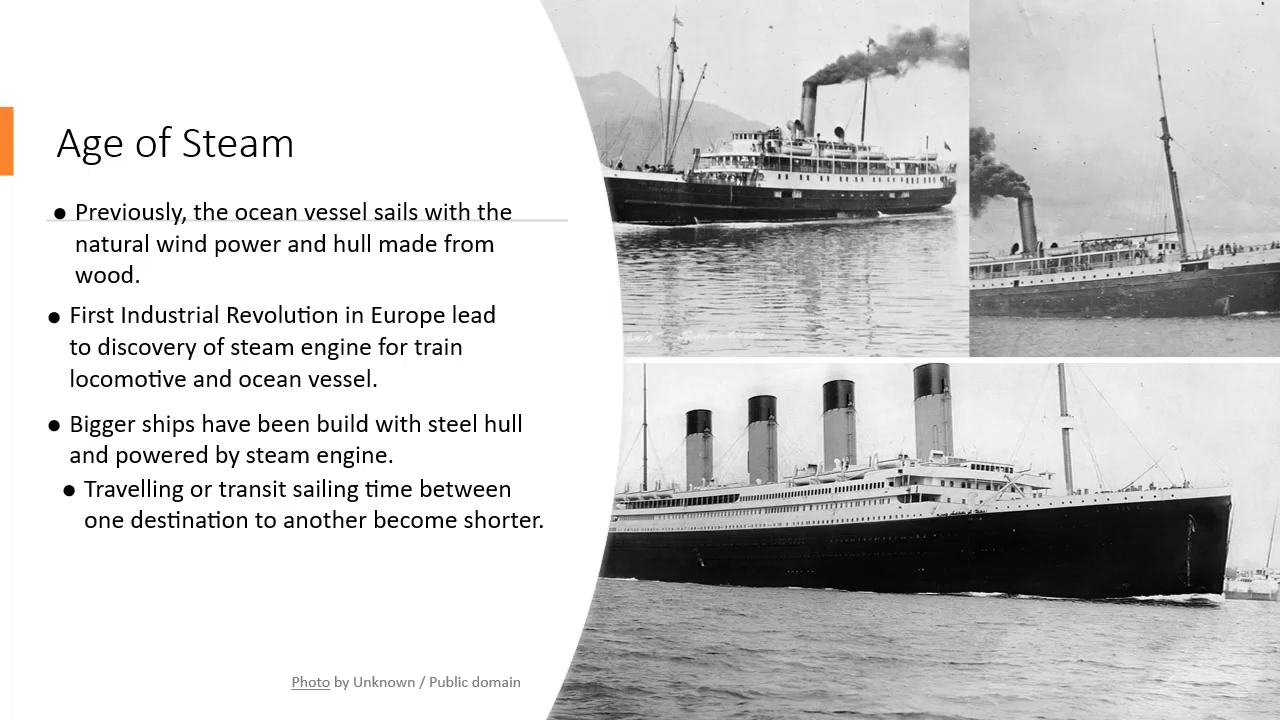 Age of Steam
● Previously, the ocean vessel sails with the
natural wind power and hull made from
wood.
● First Industrial Revolution in Europe lead
to discovery of steam engine for train
locomotive and ocean vessel.
● Bigger ships have been build with steel hull
and powered by steam engine.
● Travelling or transit sailing time between
one destination to another become shorter.
Photo by Unknown / Public domain